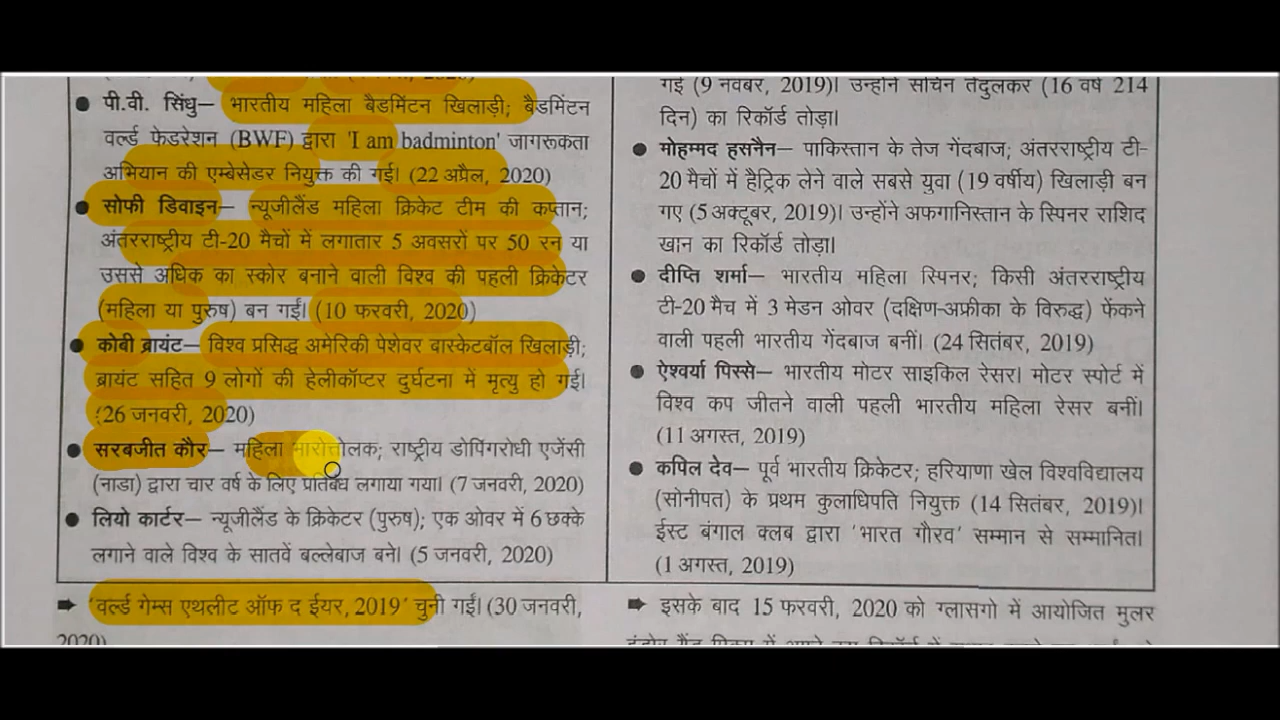 पी.वी. सिंधु– भारतीय महिला बैडमिंटन खिलाड़ी; बैडमिंटन
वर्ल्ड फेडरेशन (BWF) द्वारा 'I am badminton' जागरूकता
अभियान की एम्बेसेडर नियुक्त की गई। (22 अप्रैल, 2020)
सोफी डिवाइन– न्यूजीलैंड महिला क्रिकेट टीम की कप्तान;
अंतरराष्ट्रीय टी-20 मैचों में लगातार 5 अवसरों पर 50 रन या
उससे अधिक का स्कोर बनाने वाली विश्व की पहली क्रिकेटर
(महिला या पुरुष) बन गईं। (10 फरवरी, 2020)
कोबी ब्रायंट– विश्व प्रसिद्ध अमेरिकी पेशेवर बास्केटबॉल खिलाड़ी;
ब्रायंट सहित 9 लोगों की हेलीकॉप्टर दुर्घटना में मृत्यु हो गई।
(26 जनवरी, 2020)
सरबजीत कौर– महिला भारोत्तोलक; राष्ट्रीय डोपिंगरोधी एजेंसी
(नाडा) द्वारा चार वर्ष के लिए प्रतिबंध लगाया गया। (7 जनवरी, 2020)
लियो कार्टर– न्यूजीलैंड के क्रिकेटर (पुरुष); एक ओवर में 6 छक्के
लगाने वाले विश्व के सातवें बल्लेबाज बने। (5 जनवरी, 2020)
'वर्ल्ड गेम्स एथलीट ऑफ द ईयर, 2019' चुनी गईं। (30 जनवरी,
2020)
गई (9 नवंबर, 2019)। उन्होंने सचिन तेंदुलकर (16 वर्ष 214
दिन) का रिकॉर्ड तोड़ा।
मोहम्मद हसनैन– पाकिस्तान के तेज गेंदबाज; अंतरराष्ट्रीय टी-
20 मैचों में हैट्रिक लेने वाले सबसे युवा (19 वर्षीय) खिलाड़ी बन
गए (5 अक्टूबर, 2019)। उन्होंने अफगानिस्तान के स्पिनर राशिद
खान का रिकॉर्ड तोड़ा।
दीप्ति शर्मा– भारतीय महिला स्पिनर; किसी अंतरराष्ट्रीय
टी-20 मैच में 3 मेडन ओवर (दक्षिण-अफ्रीका के विरुद्ध) फेंकने
वाली पहली भारतीय गेंदबाज बनीं। (24 सितंबर, 2019)
ऐश्वर्या पिस्से– भारतीय मोटर साइकिल रेसर। मोटर स्पोर्ट में
विश्व कप जीतने वाली पहली भारतीय महिला रेसर बनीं।
(11 अगस्त, 2019)
कपिल देव– पूर्व भारतीय क्रिकेटर; हरियाणा खेल विश्वविद्यालय
(सोनीपत) के प्रथम कुलाधिपति नियुक्त (14 सितंबर, 2019)।
ईस्ट बंगाल क्लब द्वारा 'भारत गौरव' सम्मान से सम्मानित।
(1 अगस्त, 2019)
इसके बाद 15 फरवरी, 2020 को ग्लासगो में आयोजित मुलर